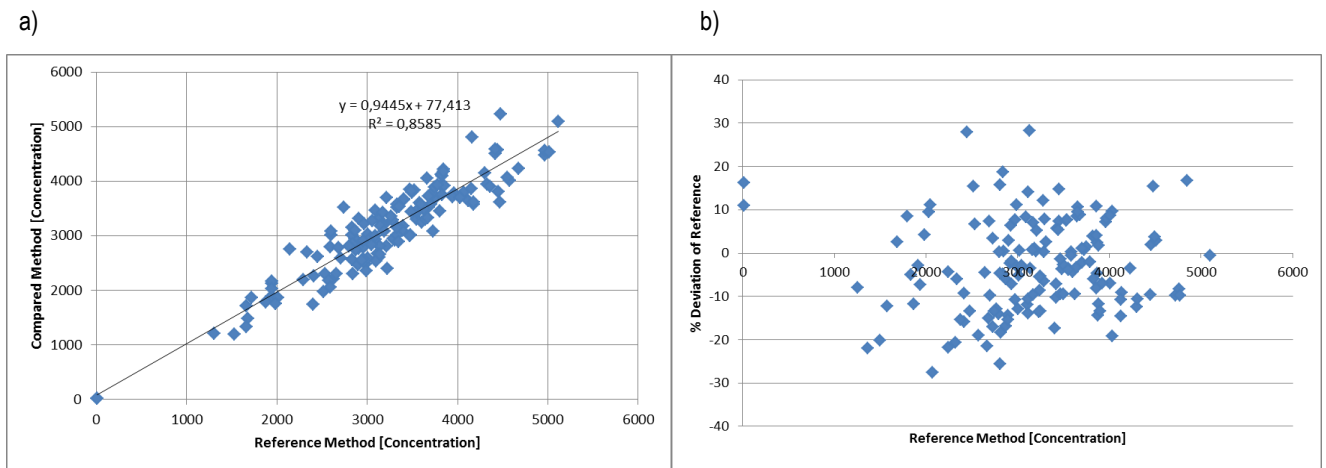 a)
b)
6000
5000
4000
3000
2000
1000
0
0 1000 2000 3000 4000 5000 6000
Compared Method [Concentration]
Reference Method [Concentration]
y = 0,9445x + 77,413
R² = 0,8585
40
30
20
10
0
-10
-20
-30
-40
0 1000 2000 3000 4000 5000 6000
% Deviation of Reference
Reference Method [Concentration]